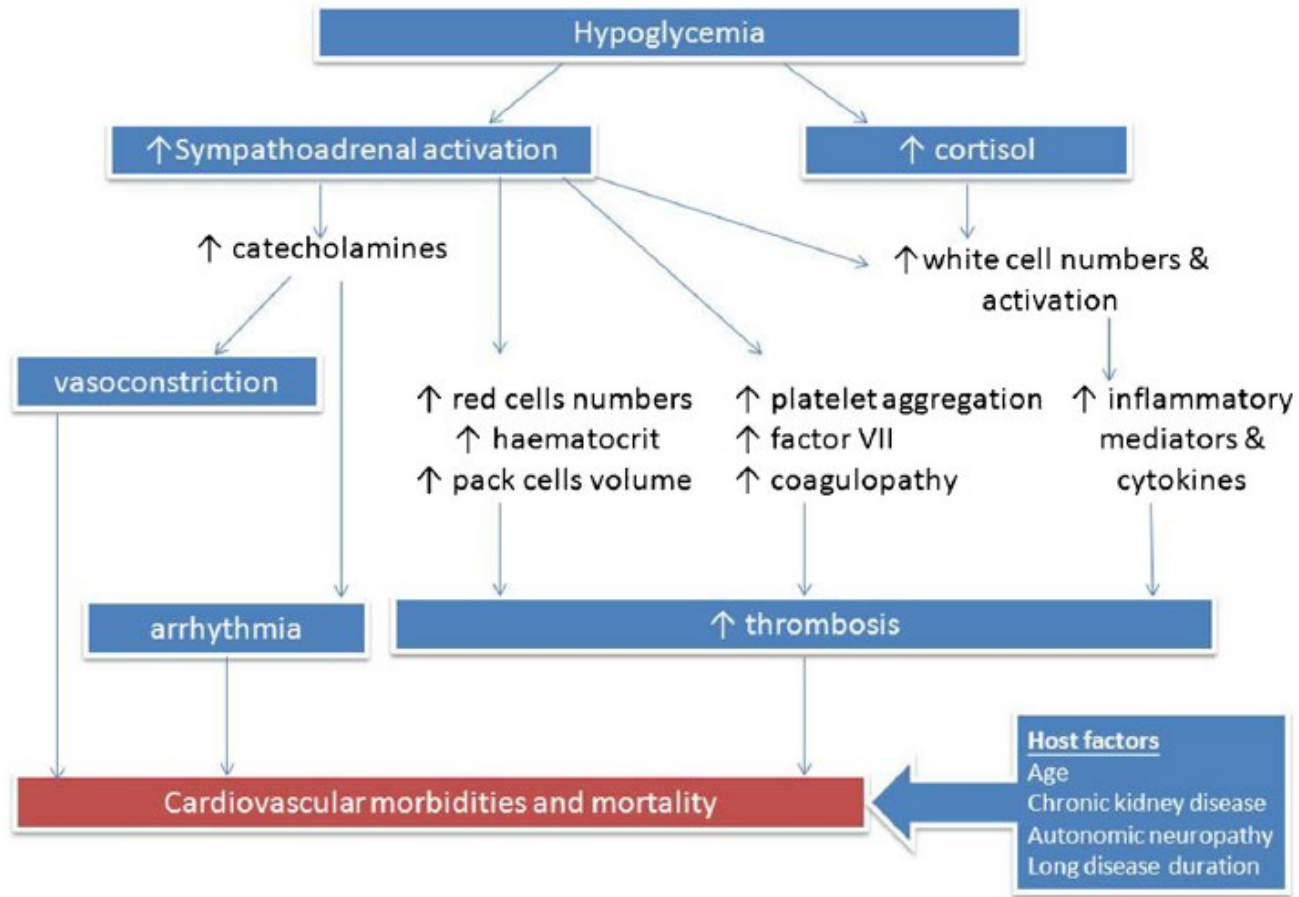 Hypoglycemia
↑Sympathoadrenal activation
↑ cortisol
↑ catecholamines
↑white cell numbers &
activation
vasoconstriction
↑ red cells numbers
↑ haematocrit
↑ pack cells volume
↑ platelet aggregation
↑ factor VII
↑ coagulopathy
↑ inflammatory
mediators &
cytokines
arrhythmia
↑ thrombosis
Host factors
Age
Chronic kidney disease
Autonomic neuropathy
Long disease duration
Cardiovascular morbidities and mortality